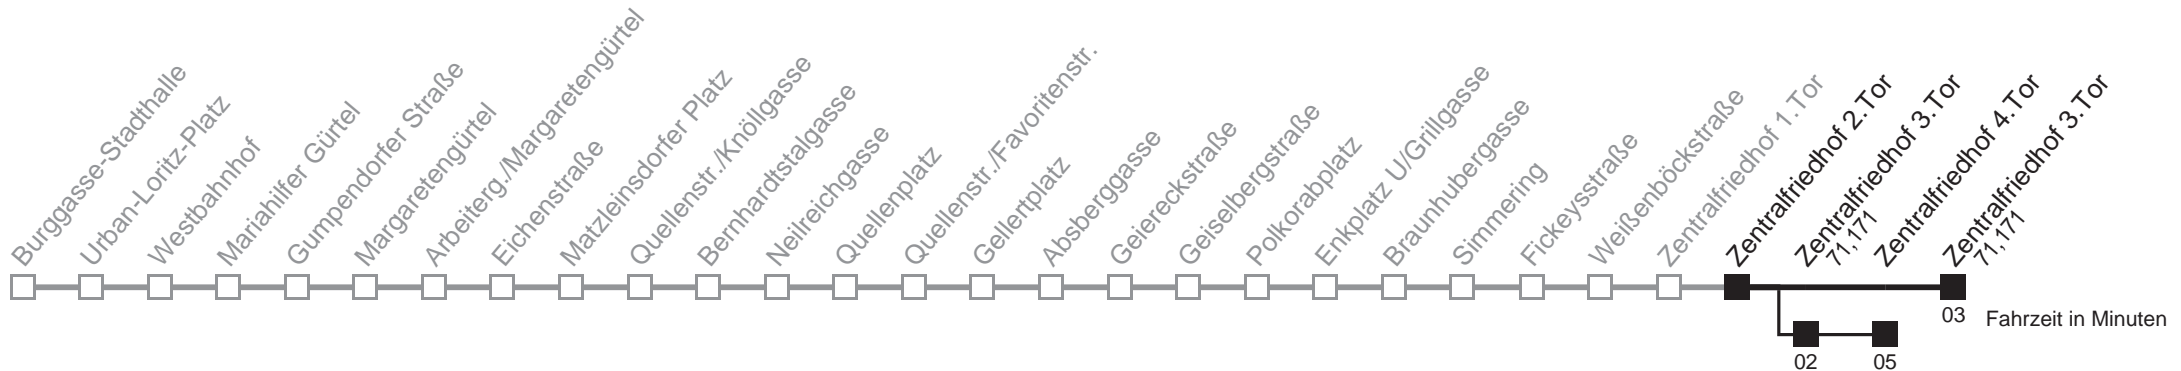 Burggasse-Stadthalle
Urban-Loritz-Platz
Westbahnhof
Mariahilfer Gürtel
Gumpendorfer Straße
Margaretengürtel
Arbeiterg./Margaretengürtel
Eichenstraße
Matzleinsdorfer Platz
Quellenstr./Knöllgasse
Bernhardtstalgasse
Neilreichgasse
Quellenplatz
Quellenstr./Favoritenstr.
Gellertplatz
Absberggasse
Geiereckstraße
Geiselbergstraße
Polkorabplatz
Enkplatz U/Grillgasse
Braunhubergasse
Simmering
Fickeysstraße
Weißenböckstraße
Zentralfriedhof 1.Tor
Zentralfriedhof 2.Tor
Zentralfriedhof 3.Tor
71,171
Zentralfriedhof 4.Tor
Zentralfriedhof 3.Tor
71,171
03
Fahrzeit in Minuten
02
05